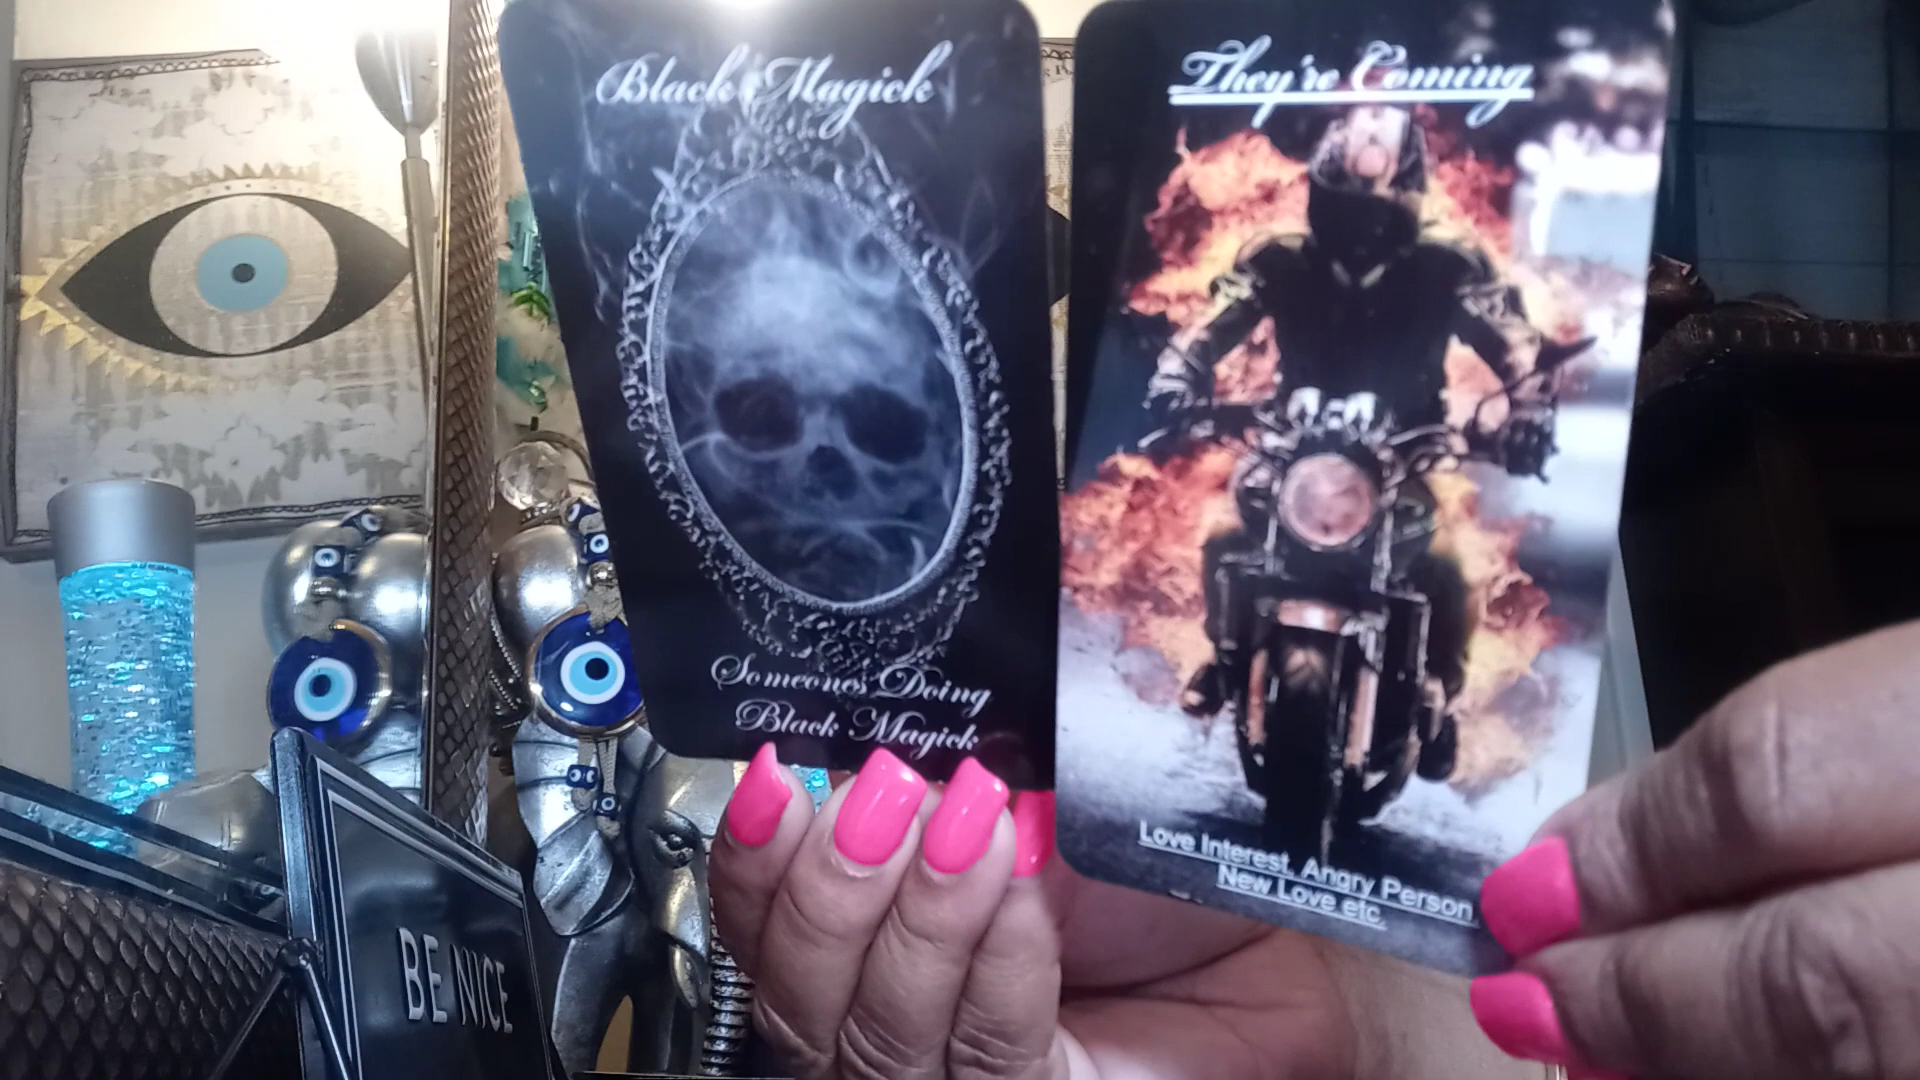 Black Magick
Someones Doing
Black Magick
They're Coming
Love Interest, Angry Person
New Love etc.
BE NICE